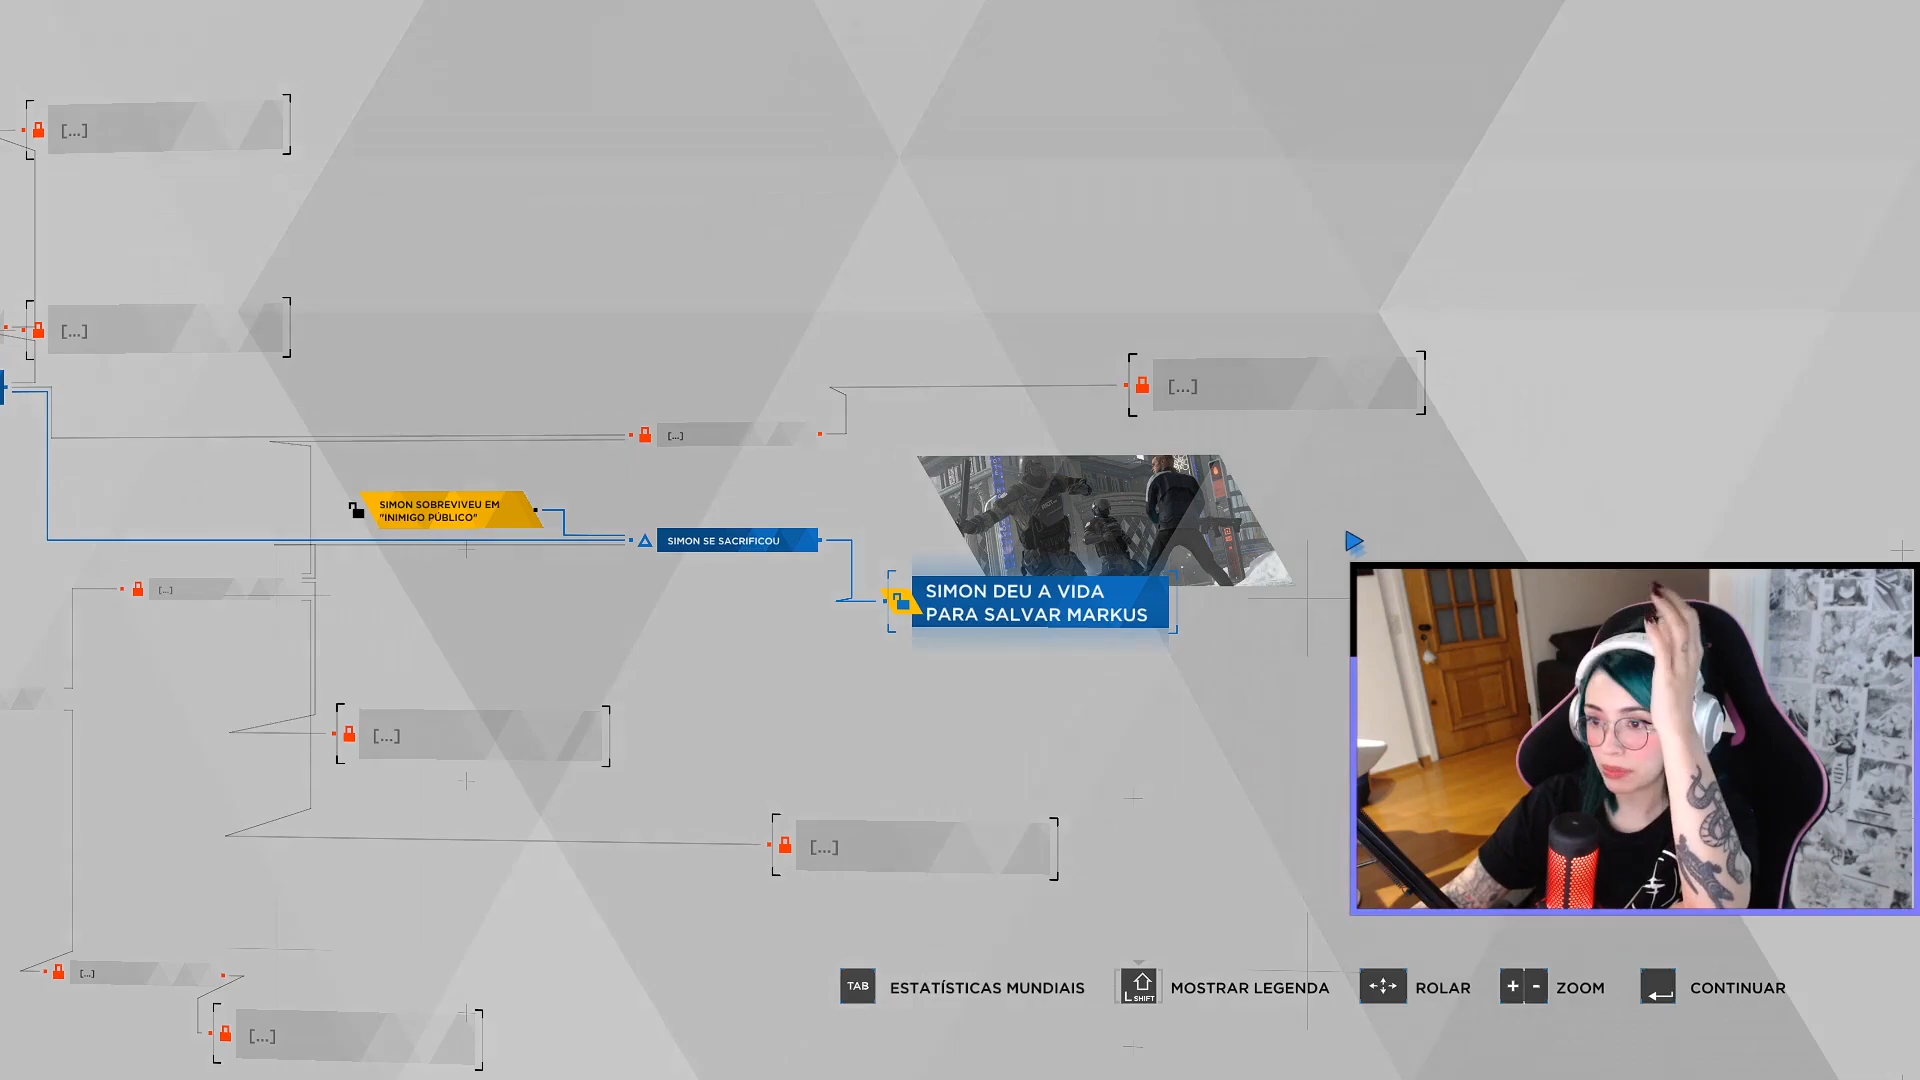 [...]
[...]
[...]
[...]
SIMON SOBREVIVEU EM
"INIMIGO PÚBLICO"
SIMON SE SACRIFICOU
SIMON DEU A VIDA
PARA SALVAR MARKUS
[...]
[...]
[...]
[...]
[...]
TAB
ESTATÍSTICAS MUNDIAIS
L SHIFT
MOSTRAR LEGENDA
ROLAR
+ -
ZOOM
CONTINUAR